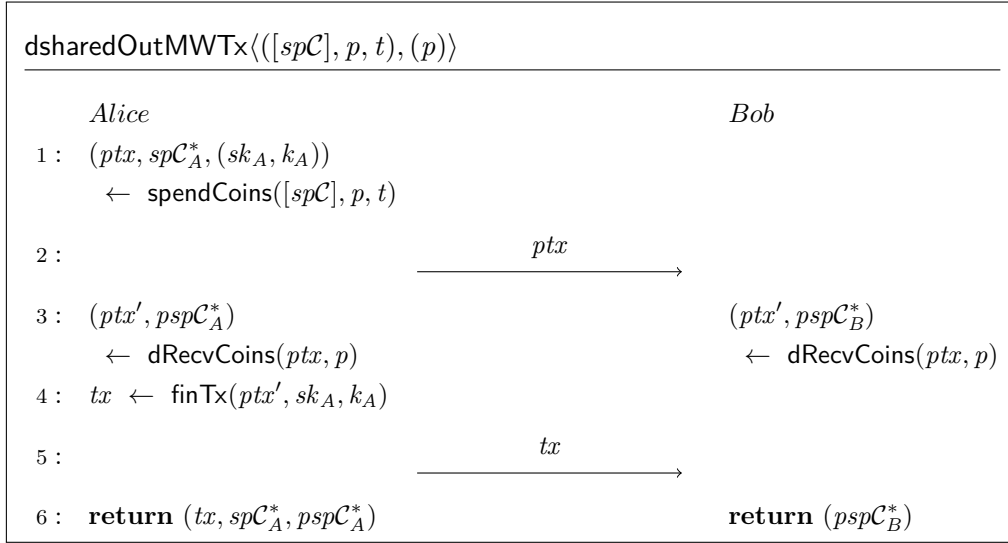 dsharedOutMWTx⟨([spC], p, t), (p)⟩
Alice Bob
1 : (ptx, spC*_A, (sk_A, k_A))
← spendCoins([spC], p, t)
2 : ptx
3 : (ptx′, pspC*_A) (ptx′, pspC*_B)
← dRecvCoins(ptx, p) ← dRecvCoins(ptx, p)
4 : tx ← finTx(ptx′, sk_A, k_A)
5 : tx
6 : return (tx, spC*_A, pspC*_A) return (pspC*_B)